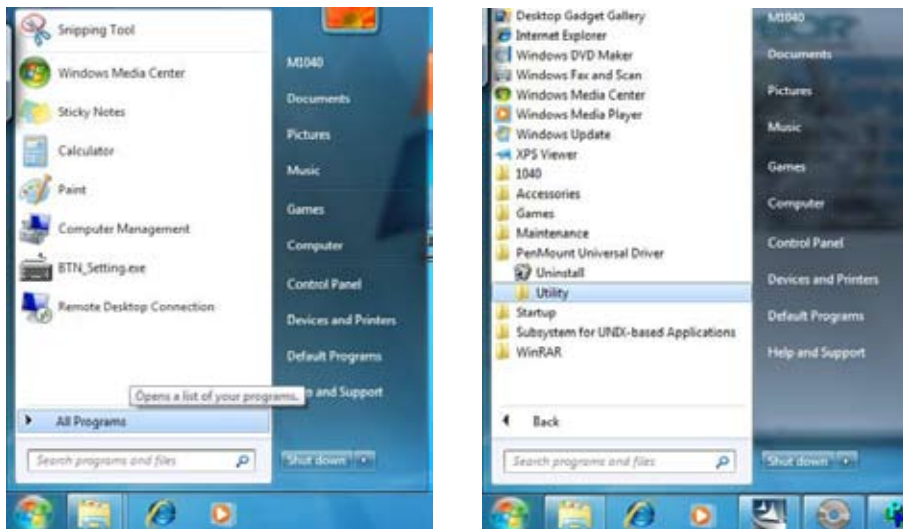 Snipping Tool
Windows Media Center
Sticky Notes
Calculator
Paint
Computer Management
BTN_Setting.exe
Remote Desktop Connection
Opens a list of your programs.
All Programs
Search programs and files
M1040
Documents
Pictures
Music
Games
Computer
Control Panel
Devices and Printers
Default Programs
and Support
Shut down
Desktop Gadget Gallery
Internet Explorer
Windows DVD Maker
Windows Fax and Scan
Windows Media Center
Windows Media Player
Windows Update
XPS Viewer
1040
Accessories
Games
Maintenance
PenMount Universal Driver
Uninstall
Utility
Startup
Subsystem for UNIX-based Applications
WinRAR
Back
Search programs and files
M1040
Documents
Pictures
Music
Games
Computer
Control Panel
Devices and Printers
Default Programs
Help and Support
Shut down